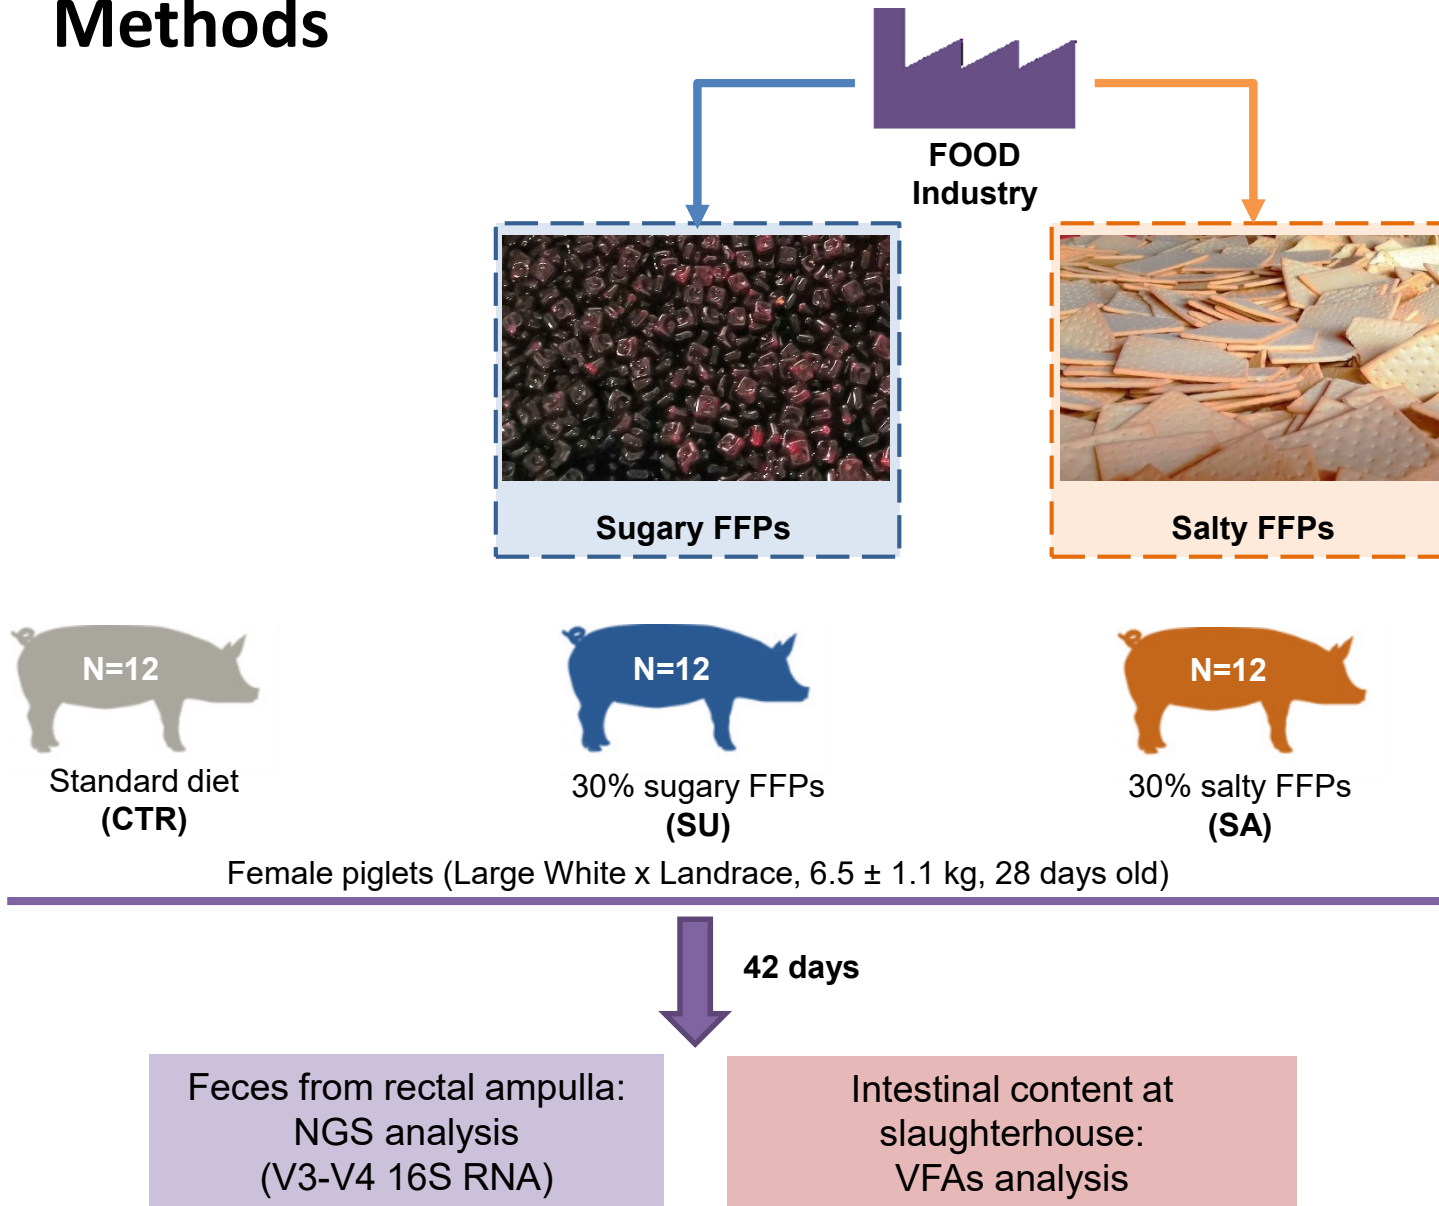 Methods
FOOD
Industry
Sugary FFPs
Salty FFPs
N=12
N=12
N=12
Standard diet
(CTR)
30% sugary FFPs
(SU)
30% salty FFPs
(SA)
Female piglets (Large White x Landrace, 6.5 ± 1.1 kg, 28 days old)
42 days
Feces from rectal ampulla:
NGS analysis
(V3-V4 16S RNA)
Intestinal content at
slaughterhouse:
VFAs analysis